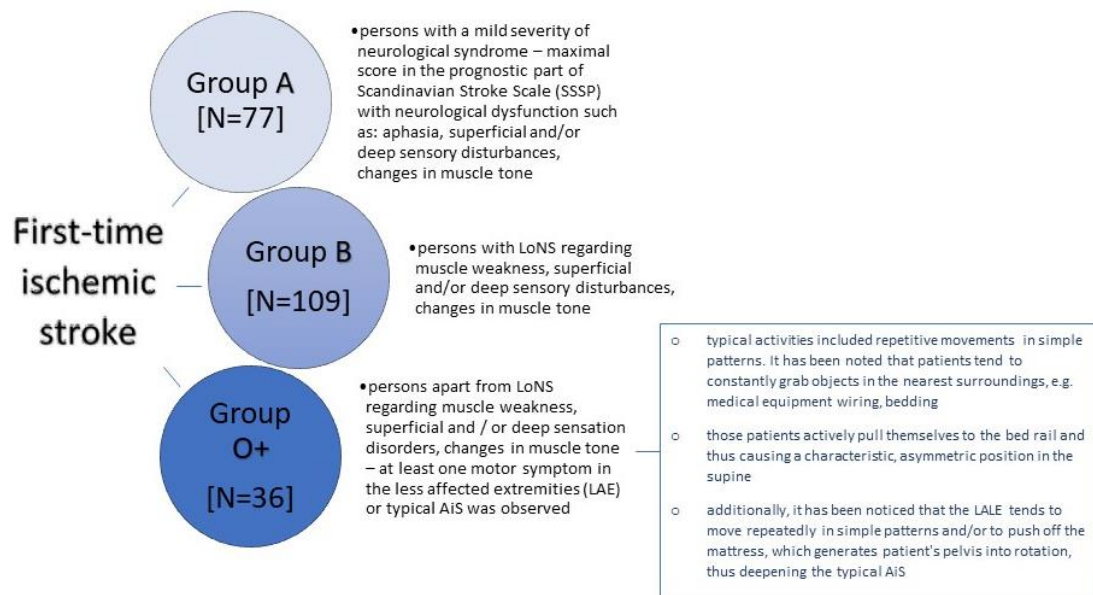 First-time
ischemic
stroke
Group A
[N=77]
•persons with a mild severity of
neurological syndrome – maximal
score in the prognostic part of
Scandinavian Stroke Scale (SSSP)
with neurological dysfunction such
as: aphasia, superficial and/or
deep sensory disturbances,
changes in muscle tone
Group B
[N=109]
•persons with LoNS regarding
muscle weakness, superficial
and/or deep sensory disturbances,
changes in muscle tone
Group
O+
[N=36]
•persons apart from LoNS
regarding muscle weakness,
superficial and / or deep sensation
disorders, changes in muscle tone
– at least one motor symptom in
the less affected extremities (LAE)
or typical AiS was observed
o typical activities included repetitive movements in simple
patterns. It has been noted that patients tend to
constantly grab objects in the nearest surroundings, e.g.
medical equipment wiring, bedding
o those patients actively pull themselves to the bed rail and
thus causing a characteristic, asymmetric position in the
supine
o additionally, it has been noticed that the LALE tends to
move repeatedly in simple patterns and/or to push off the
mattress, which generates patient's pelvis into rotation,
thus deepening the typical AiS